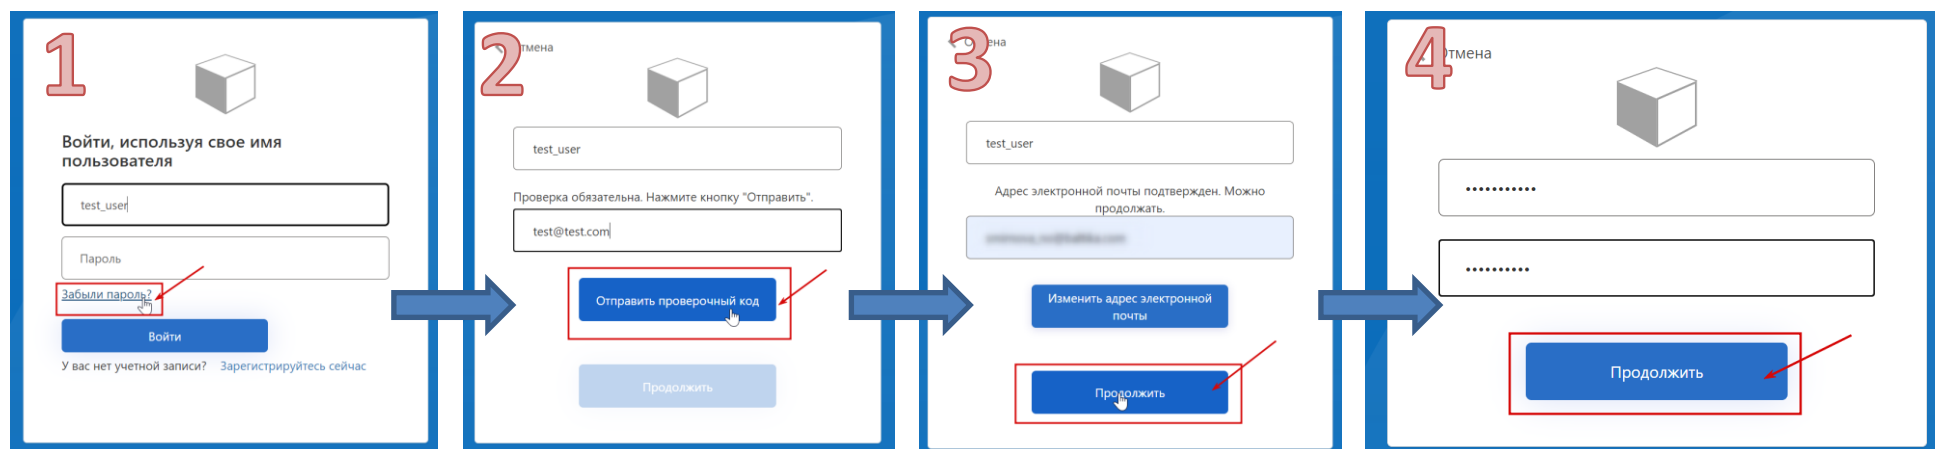 1
Войти, используя свое имя
пользователя
test_user
Пароль
Забыли пароль?
Войти
У вас нет учетной записи? Зарегистрируйтесь сейчас
2
тмена
test_user
Проверка обязательна. Нажмите кнопку "Отправить".
test@test.com
Отправить проверочный код
Продолжить
3
Отмена
test_user
Адрес электронной почты подтвержден. Можно
продолжать.
Изменить адрес электронной
почты
Продолжить
4
Отмена
Продолжить